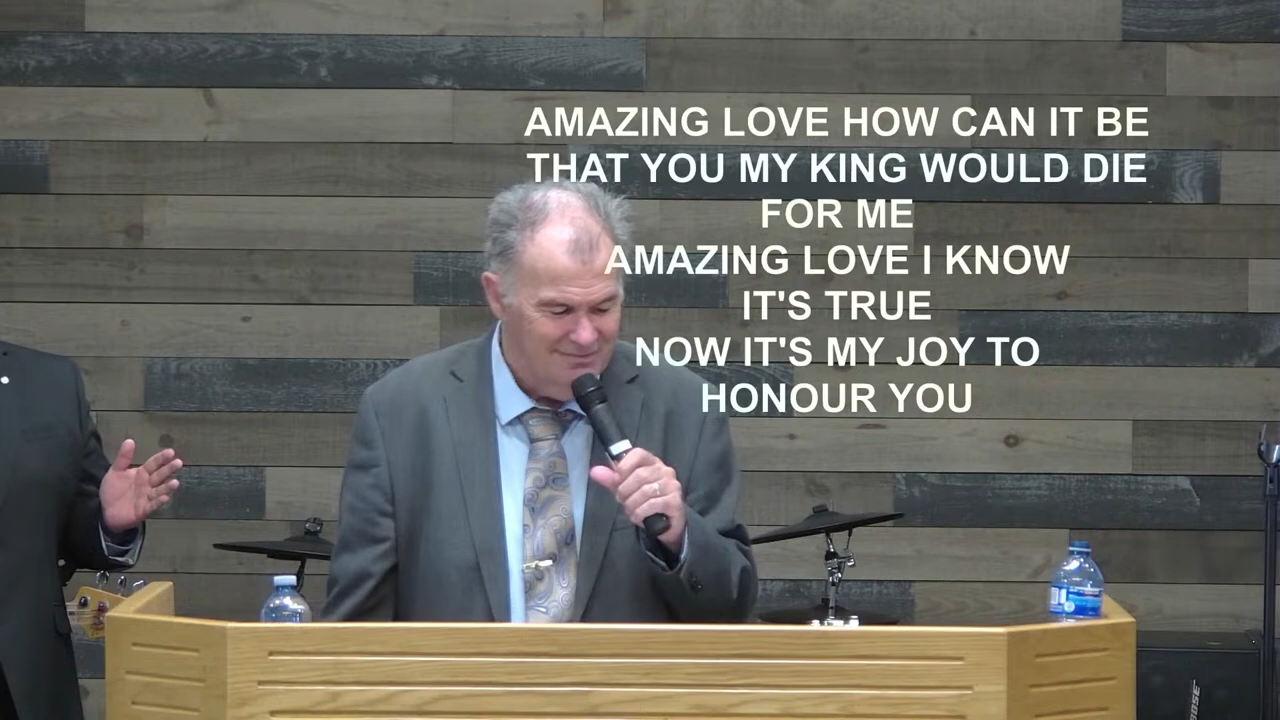 AMAZING LOVE HOW CAN IT BE
THAT YOU MY KING WOULD DIE
FOR ME
AMAZING LOVE I KNOW
IT'S TRUE
NOW IT'S MY JOY TO
HONOUR YOU
BOSE